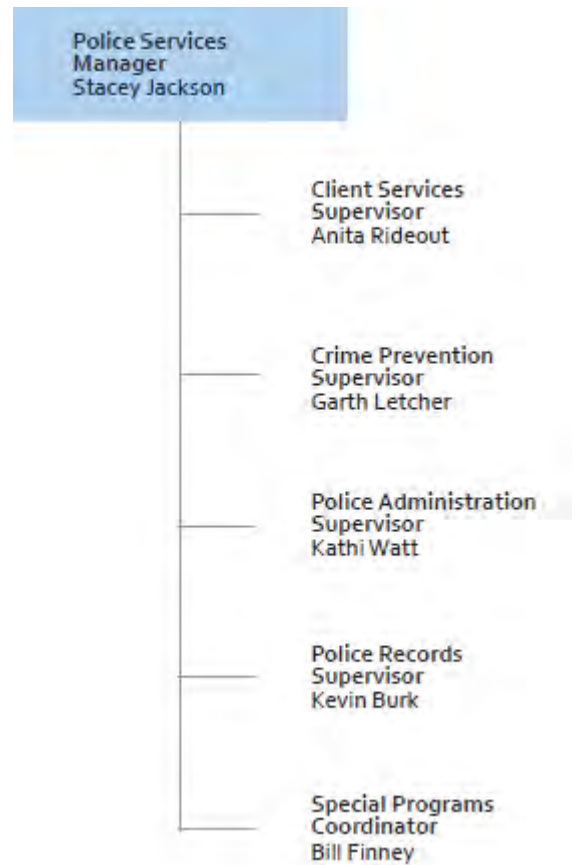 Police Services
Manager
Stacey Jackson
Client Services
Supervisor
Anita Rideout
Crime Prevention
Supervisor
Garth Letcher
Police Administration
Supervisor
Kathi Watt
Police Records
Supervisor
Kevin Burk
Special Programs
Coordinator
Bill Finney